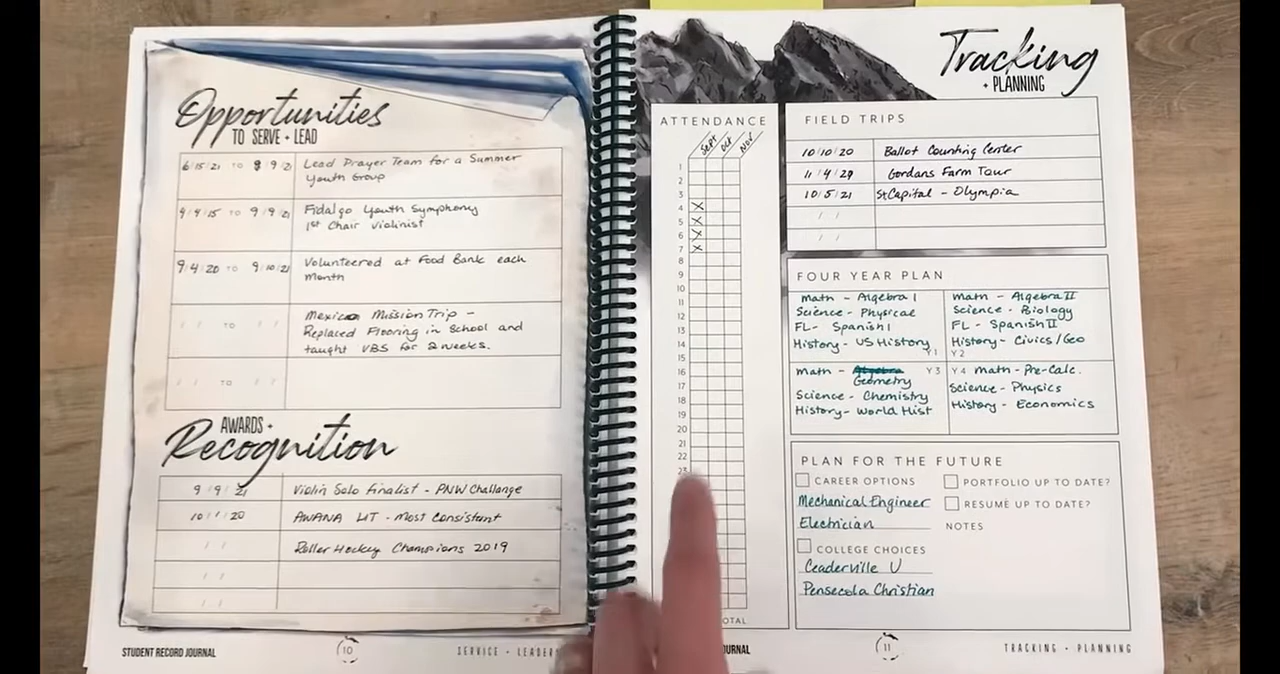 Opportunities
TO SERVE + LEAD
6/15/21 TO 8/9/21 Lead Prayer Team for a Summer
Youth Group
9/9/15 TO 9/9/21 Fidalgo Youth Symphony
1st Chair Violinist
9/4/20 TO 9/10/21 Volunteered at Food Bank each
month
/ / TO / / Mexico Mission Trip -
Replaced Flooring in School and
taught VBS for 2 weeks.
/ / TO / /
AWARDS +
Recognition
9/9/21 Violin Solo Finalist - PNW Challange
10/1/20 AWANA LIT - Most Consistant
/ / Roller Hockey Champions 2019
/ /
/ /
STUDENT RECORD JOURNAL
10
SERVICE + LEADER
Tracking
+ PLANNING
ATTENDANCE
SEPT OCT NOV
1
2
3
4 X
5 X
6 X
7 X
8
9
10
11
12
13
14
15
16
17
18
19
20
21
22
23
OTAL
FIELD TRIPS
10/10/20 Ballot Counting Center
11/4/20 Gordans Farm Tour
10/5/21 St Capital - Olympia
/ /
/ /
FOUR YEAR PLAN
Math - Algebra I
Science - Physical
FL - Spanish I
History - US History
Y1
Math - Algebra II
Science - Biology
FL - Spanish II
History - Civics/Geo
Y2
Math - Algebra Y3
Geometry
Science - Chemistry
History - World Hist
Y4 Math - Pre-Calc.
Science - Physics
History - Economics
PLAN FOR THE FUTURE
CAREER OPTIONS
Mechanical Engineer
Electrician
COLLEGE CHOICES
Ceaderville U
Pensecola Christian
PORTFOLIO UP TO DATE?
RESUMÉ UP TO DATE?
NOTES
URNAL
11
TRACKING + PLANNING